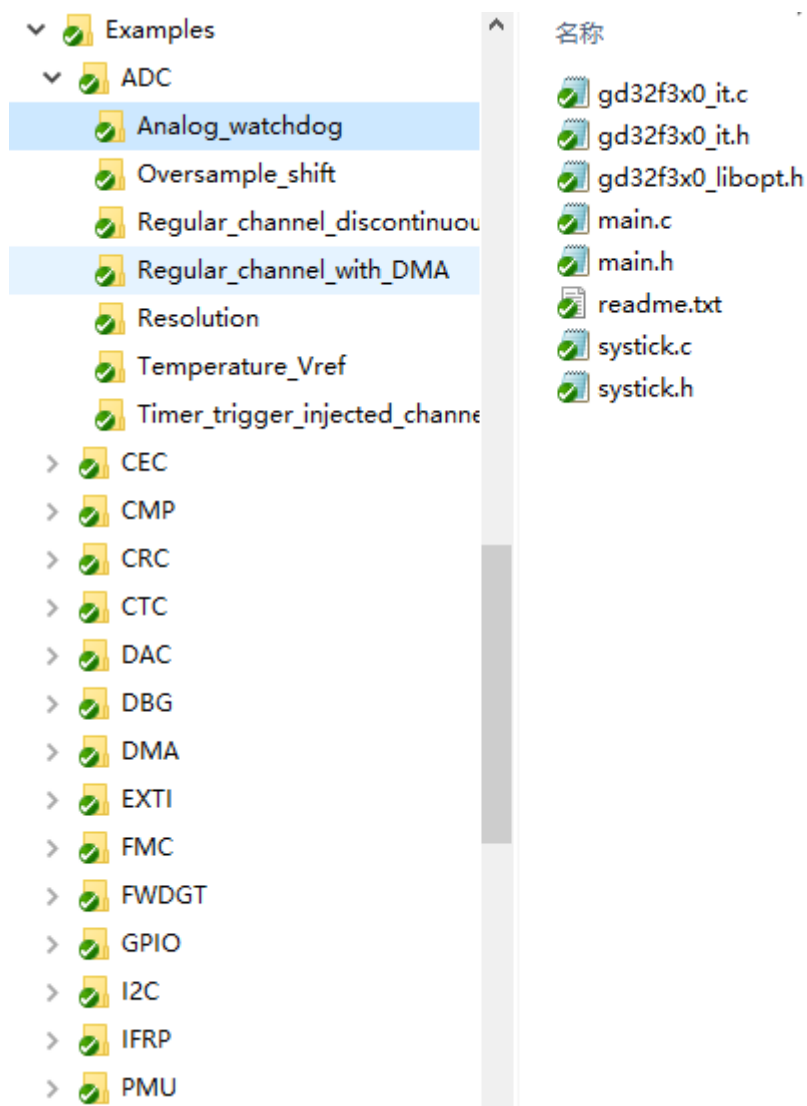 Examples
ADC
Analog_watchdog
Oversample_shift
Regular_channel_discontinuou
Regular_channel_with_DMA
Resolution
Temperature_Vref
Timer_trigger_injected_channe
CEC
CMP
CRC
CTC
DAC
DBG
DMA
EXTI
FMC
FWDGT
GPIO
I2C
IFRP
PMU
名称
gd32f3x0_it.c
gd32f3x0_it.h
gd32f3x0_libopt.h
main.c
main.h
readme.txt
systick.c
systick.h